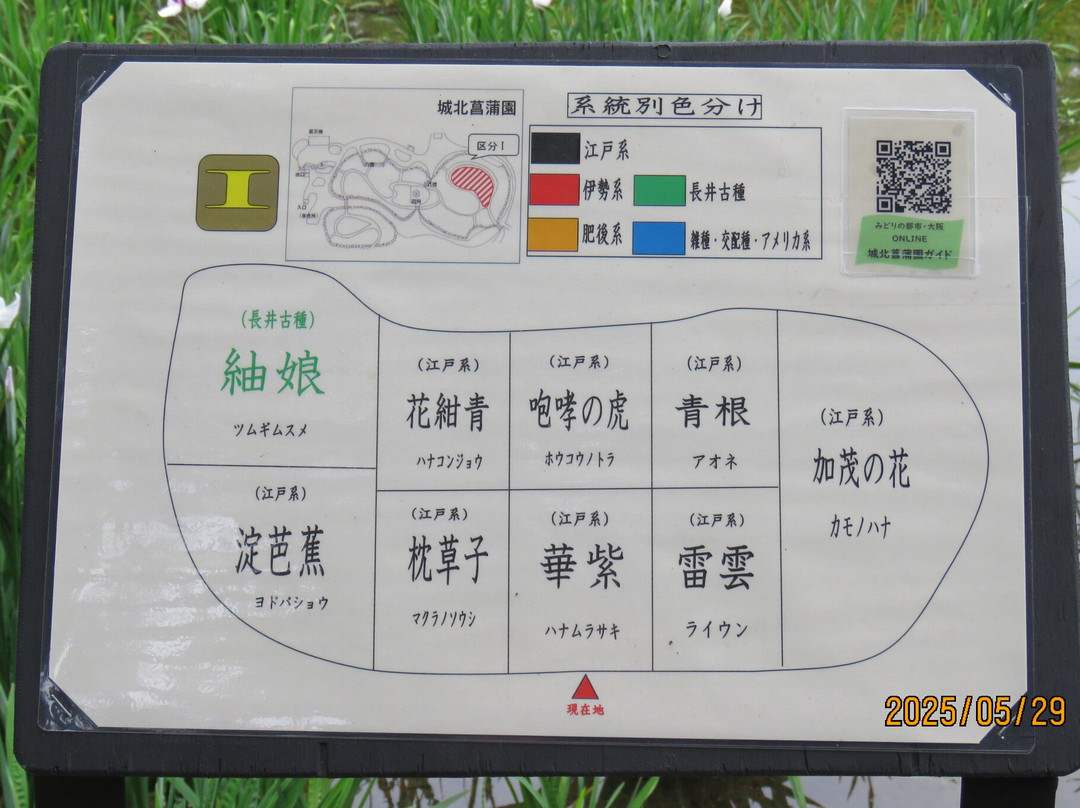 城北菖蒲園
区分Ⅰ
Ⅰ
系統別色分け
江戸系
伊勢系
長井古種
肥後系
雑種・交配種・アメリカ系
みどりの都市・大阪
ONLINE
城北菖蒲園ガイド
(長井古種)
紬娘
ツムギムスメ
(江戸系)
花紺青
ハナコンジョウ
(江戸系)
咆哮の虎
ホウコウノトラ
(江戸系)
青根
アオネ
(江戸系)
加茂の花
カモノハナ
(江戸系)
淀芭蕉
ヨドバショウ
(江戸系)
枕草子
マクラノソウシ
(江戸系)
華紫
ハナムラサキ
(江戸系)
雷雲
ライウン
現在地
2025/05/29